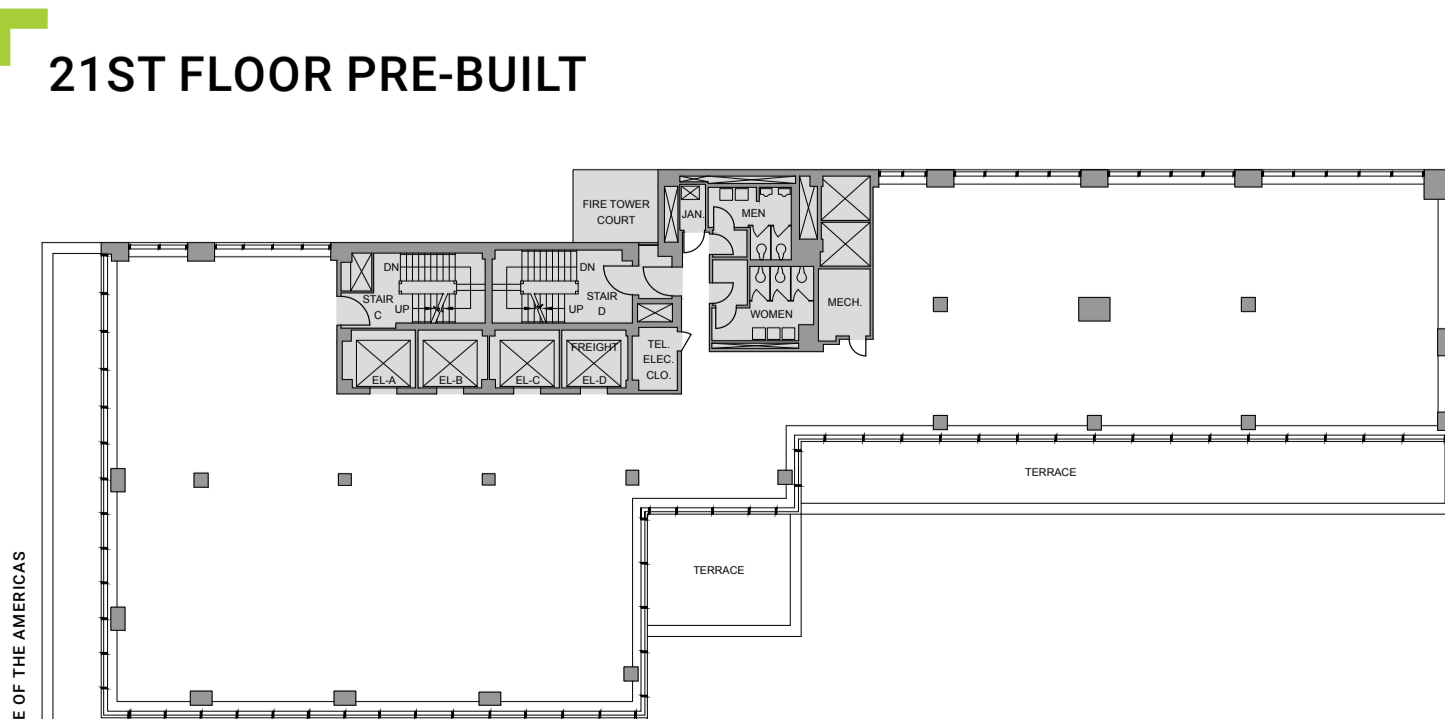 21ST FLOOR PRE-BUILT
FIRE TOWER
COURT
JAN.
MEN
DN
DN
STAIR
C
UP
UP
STAIR
D
WOMEN
MECH.
FREIGHT
TEL.
ELEC.
CLO.
EL-A
EL-B
EL-C
EL-D
TERRACE
TERRACE
E OF THE AMERICAS